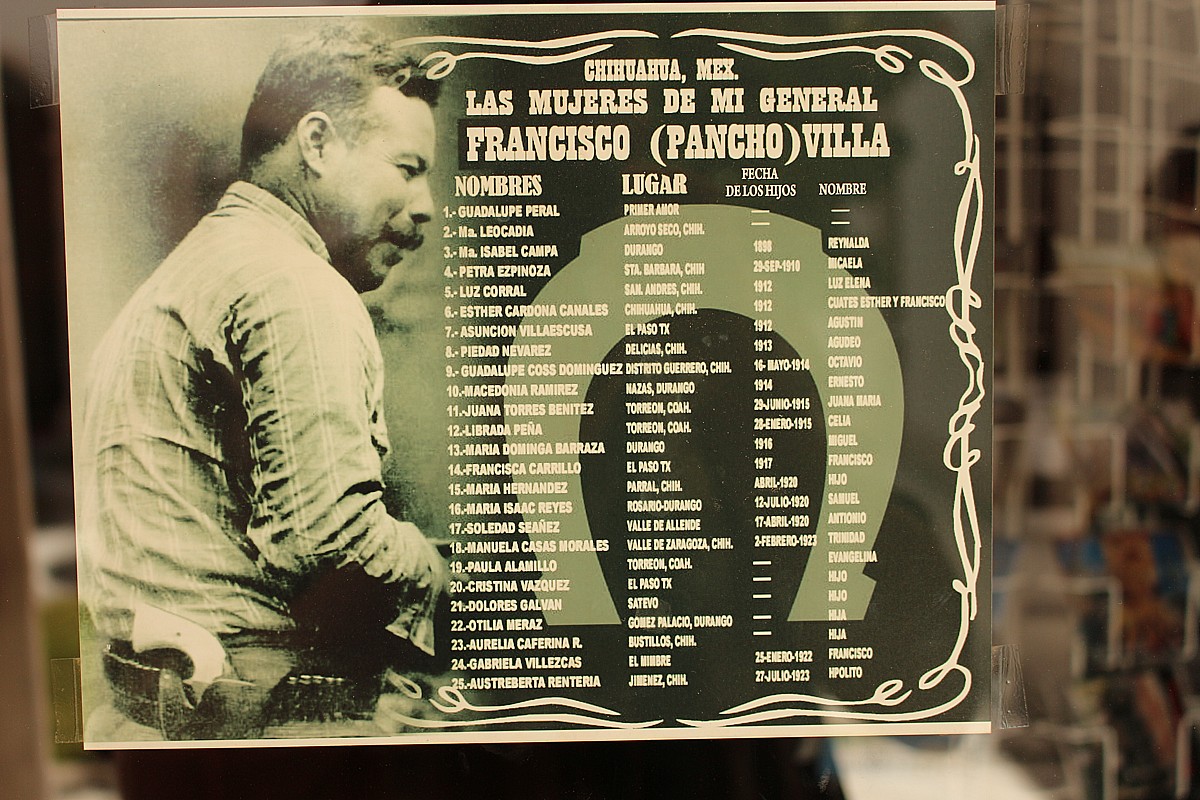 CHIHUAHUA, MEX.
LAS MUJERES DE MI GENERAL
FRANCISCO (PANCHO) VILLA
NOMBRES LUGAR FECHA DE LOS HIJOS NOMBRE
1.- GUADALUPE PERAL PRIMER AMOR — —
2.- Ma. LEOCADIA ARROYO SECO, CHIH. — —
3.- Ma. ISABEL CAMPA DURANGO 1898 REYNALDA
4.- PETRA EZPINOZA STA. BARBARA, CHIH 29-SEP-1910 MICAELA
5.- LUZ CORRAL SAN. ANDRES, CHIH. 1912 LUZ ELENA
6.- ESTHER CARDONA CANALES CHIHUAHUA, CHIH. 1912 CUATES ESTHER Y FRANCISCO
7.- ASUNCION VILLAESCUSA EL PASO TX 1912 AGUSTIN
8.- PIEDAD NEVAREZ DELICIAS, CHIH. 1913 AGUDEO
9.- GUADALUPE COSS DOMINGUEZ DISTRITO GUERRERO, CHIH. 16- MAYO-1914 OCTAVIO
10.-MACEDONIA RAMIREZ NAZAS, DURANGO 1914 ERNESTO
11.-JUANA TORRES BENITEZ TORREON, COAH. 29-JUNIO-1915 JUANA MARIA
12.-LIBRADA PEÑA TORREON, COAH. 28-ENERO-1915 CELIA
13.-MARIA DOMINGA BARRAZA DURANGO 1916 MIGUEL
14.-FRANCISCA CARRILLO EL PASO TX 1917 FRANCISCO
15.-MARIA HERNANDEZ PARRAL, CHIH. ABRIL-1920 HIJO
16.-MARIA ISAAC REYES ROSARIO-DURANGO 12-JULIO-1920 SAMUEL
17.-SOLEDAD SEAÑEZ VALLE DE ALLENDE 17-ABRIL-1920 ANTIONIO
18.-MANUELA CASAS MORALES VALLE DE ZARAGOZA, CHIH. 2-FEBRERO-1923 TRINIDAD
19.-PAULA ALAMILLO TORREON, COAH. — EVANGELINA
20.-CRISTINA VAZQUEZ EL PASO TX — HIJO
21.-DOLORES GALVAN SATEVO — HIJO
22.-OTILIA MERAZ GOMEZ PALACIO, DURANGO — HIJA
23.-AURELIA CAFERINA R. BUSTILLOS, CHIH. — HIJA
24.-GABRIELA VILLEZCAS EL MIMBRE 25-ENERO-1922 FRANCISCO
25.-AUSTREBERTA RENTERIA JIMENEZ, CHIH. 27-JULIO-1923 HPOLITO